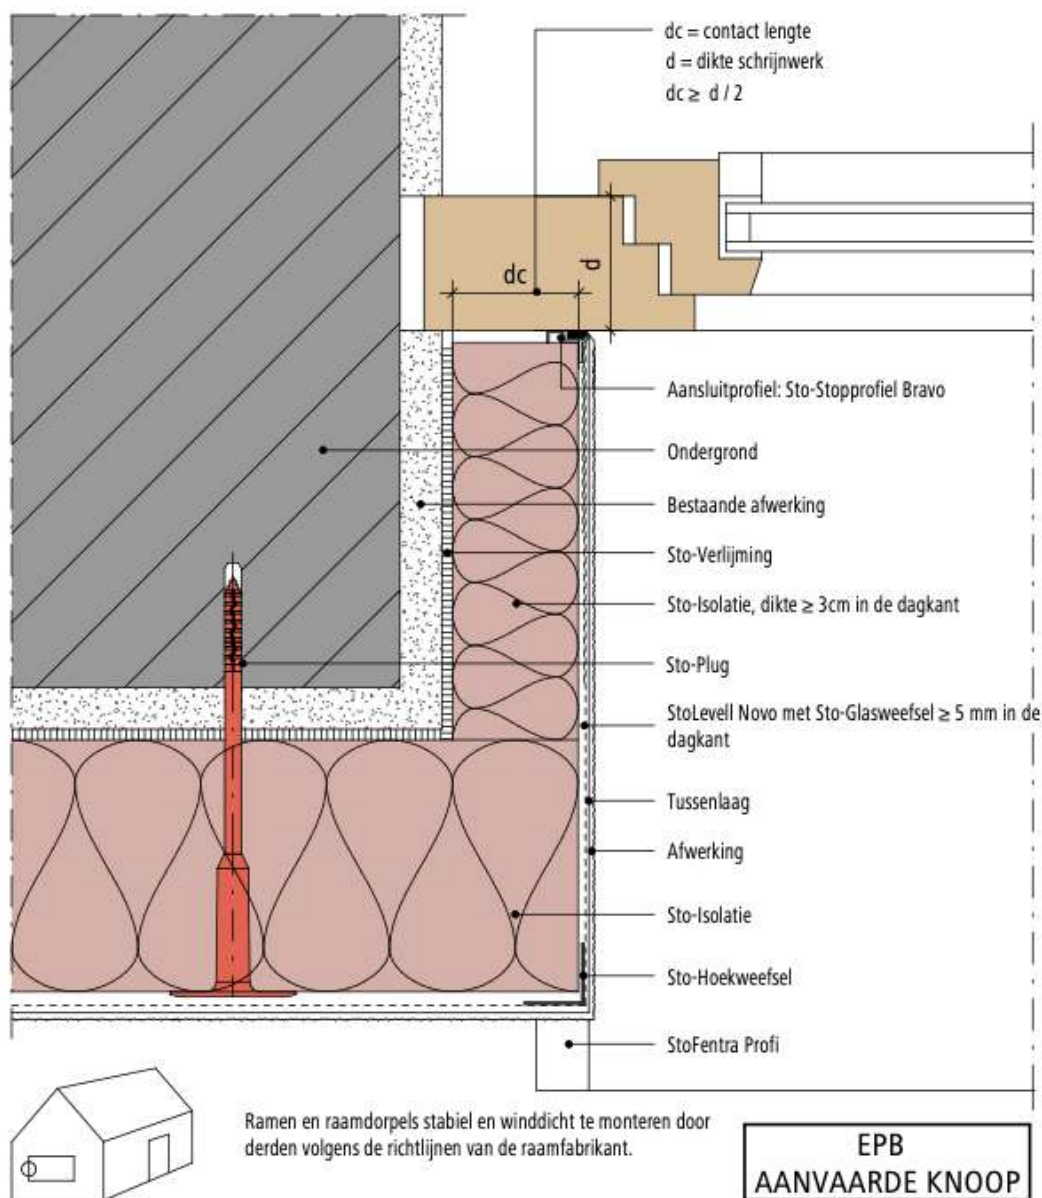 dc = contact lengte
d = dikte schrijnwerk
dc ≥ d / 2
dc
d
Aansluitprofiel: Sto-Stopprofiel Bravo
Ondergrond
Bestaande afwerking
Sto-Verlijming
Sto-Isolatie, dikte ≥ 3cm in de dagkant
Sto-Plug
StoLevell Novo met Sto-Glasweefsel ≥ 5 mm in de
dagkant
Tussenlaag
Afwerking
Sto-Isolatie
Sto-Hoekweefsel
StoFentra Profi
Ramen en raamdorpels stabiel en winddicht te monteren door
derden volgens de richtlijnen van de raamfabrikant.
EPB
AANVAARDE KNOOP